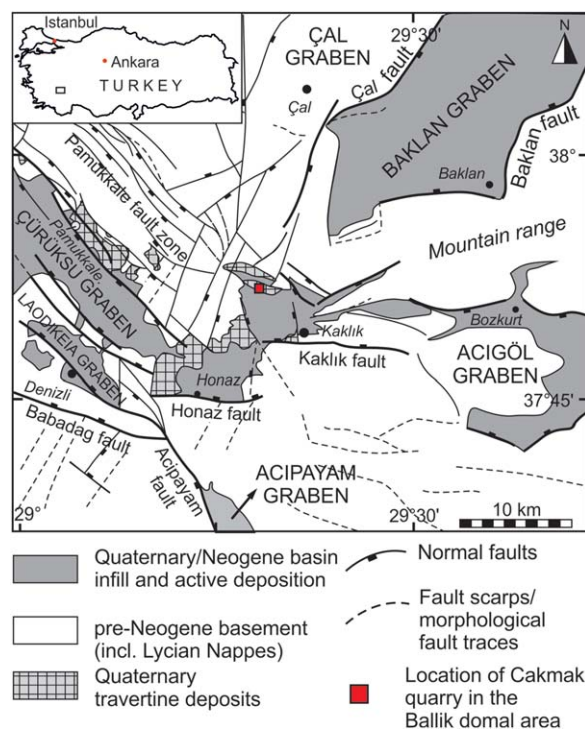 Istanbul
Ankara
TURKEY
ÇAL
GRABEN
29°30'
N
Çal fault
Çal
BAKLAN GRABEN
38°
Baklan
Baklan fault
Pamukkale fault zone
Pamukkale
ÇÜRÜKSU GRABEN
Mountain range
LAODIKEIA GRABEN
Kaklık
Bozkurt
Kaklık fault
ACIGÖL
GRABEN
Denizli
Honaz
Honaz fault
37°45'
Babadag fault
Acipayam
fault
ACIPAYAM
GRABEN
29°
29°30
10 km
Quaternary/Neogene basin
infill and active deposition
Normal faults
pre-Neogene basement
(incl. Lycian Nappes)
Fault scarps/
morphological
fault traces
Quaternary
travertine deposits
Location of Cakmak
quarry in the
Ballik domal area